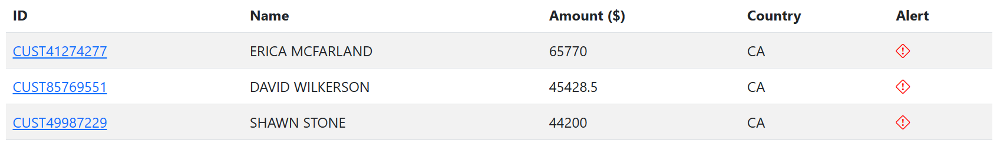 ID Name Amount ($) Country Alert
CUST41274277 ERICA MCFARLAND 65770 CA
CUST85769551 DAVID WILKERSON 45428.5 CA
CUST49987229 SHAWN STONE 44200 CA